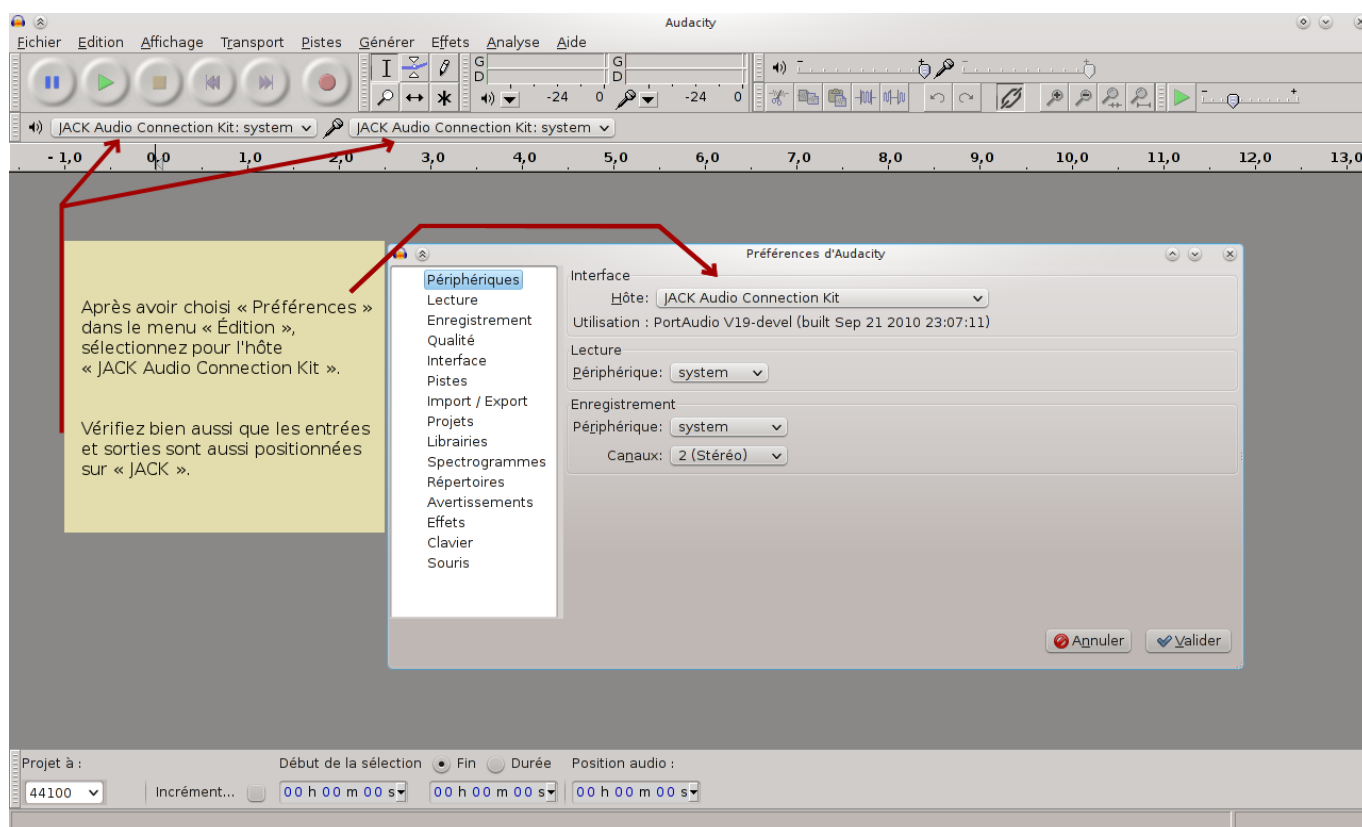 Audacity
Eichier Edition Affichage Transport Pistes Générer Effets Analyse Aide
G
D
-24 0
G
D
-24 0
JACK Audio Connection Kit: system
JACK Audio Connection Kit: system
- 1,0 0,0 1,0 2,0 3,0 4,0 5,0 6,0 7,0 8,0 9,0 10,0 11,0 12,0 13,0
Après avoir choisi « Préférences »
dans le menu « Édition »,
sélectionnez pour l'hôte
« JACK Audio Connection Kit ».
Vérifiez bien aussi que les entrées
et sorties sont aussi positionnées
sur « JACK ».
Préférences d'Audacity
Périphériques
Lecture
Enregistrement
Qualité
Interface
Pistes
Import / Export
Projets
Librairies
Spectrogrammes
Répertoires
Avertissements
Effets
Clavier
Souris
Interface
Hôte: JACK Audio Connection Kit
Utilisation : PortAudio V19-devel (built Sep 21 2010 23:07:11)
Lecture
Périphérique: system
Enregistrement
Périphérique: system
Canaux: 2 (Stéréo)
Annuler
Valider
Projet à :
Début de la sélection Fin Durée Position audio :
44100 Incrément... 00 h 00 m 00 s 00 h 00 m 00 s 00 h 00 m 00 s